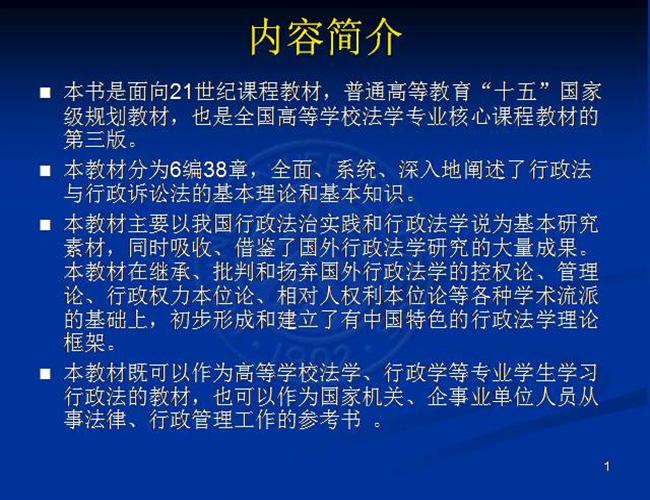 内容简介
本书是面向21世纪课程教材，普通高等教育“十五”国家
级规划教材，也是全国高等学校法学专业核心课程教材的
第三版。
本教材分为6编38章，全面、系统、深入地阐述了行政法
与行政诉讼法的基本理论和基本知识。
本教材主要以我国行政法治实践和行政法学说为基本研究
素材，同时吸收、借鉴了国外行政法学研究的大量成果。
本教材在继承、批判和扬弃国外行政法学的控权论、管理
论、行政权力本位论、相对人权利本位论等各种学术流派
的基础上，初步形成和建立了有中国特色的行政法学理论
框架。
本教材既可以作为高等学校法学、行政学等专业学生学习
行政法的教材，也可以作为国家机关、企事业单位人员从
事法律、行政管理工作的参考书 。
1902
1